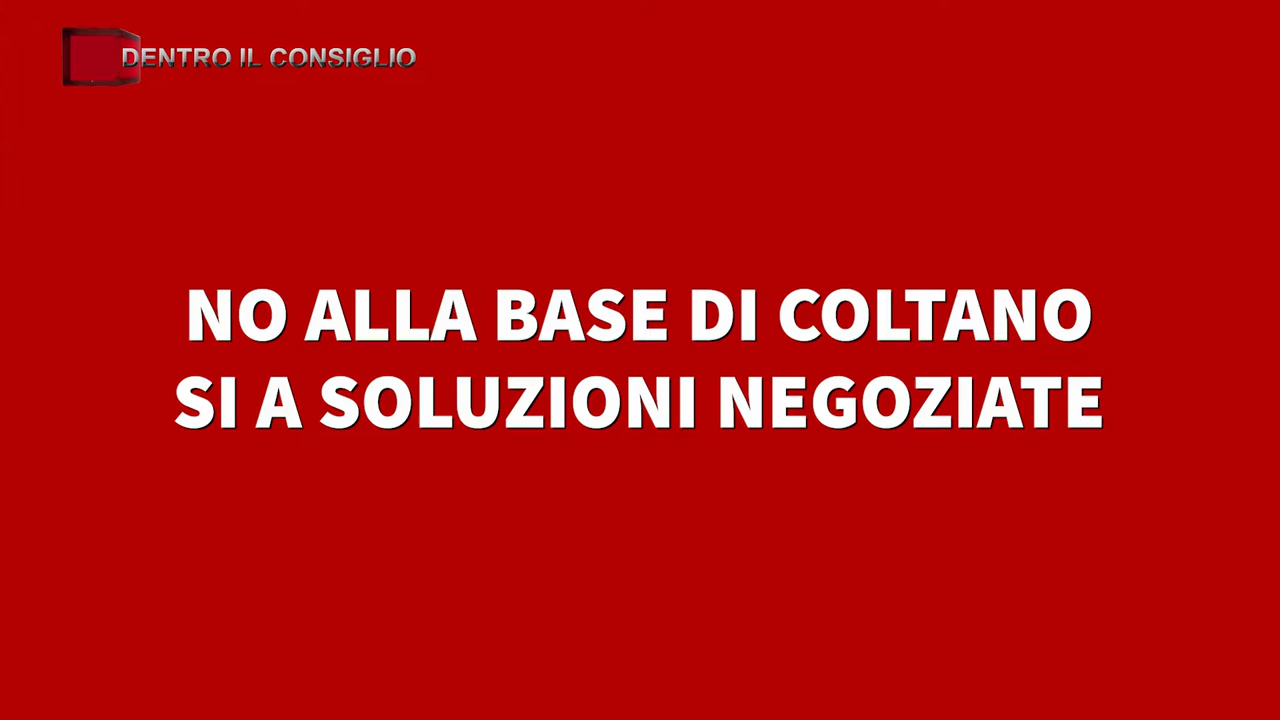 DENTRO IL CONSIGLIO
NO ALLA BASE DI COLTANO
SI A SOLUZIONI NEGOZIATE